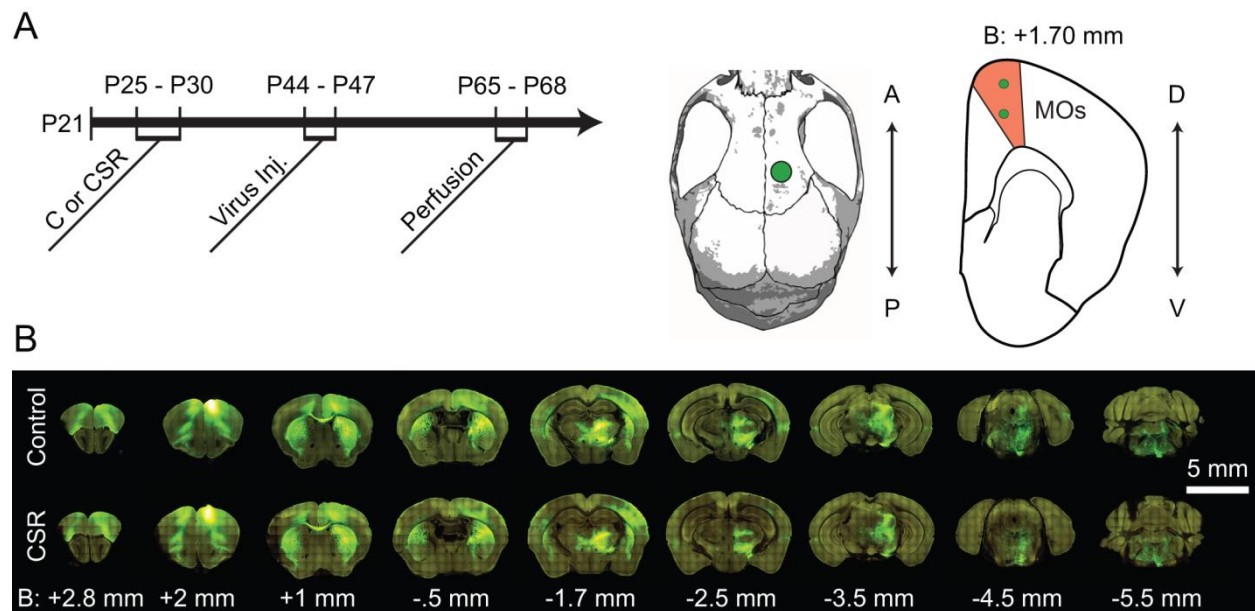 A
P25 - P30
P44 - P47
P65 - P68
P21
C or CSR
Virus Inj.
Perfusion
A
P
B: +1.70 mm
MOs
D
V
B
Control
CSR
5 mm
B: +2.8 mm +2 mm +1 mm -.5 mm -1.7 mm -2.5 mm -3.5 mm -4.5 mm -5.5 mm